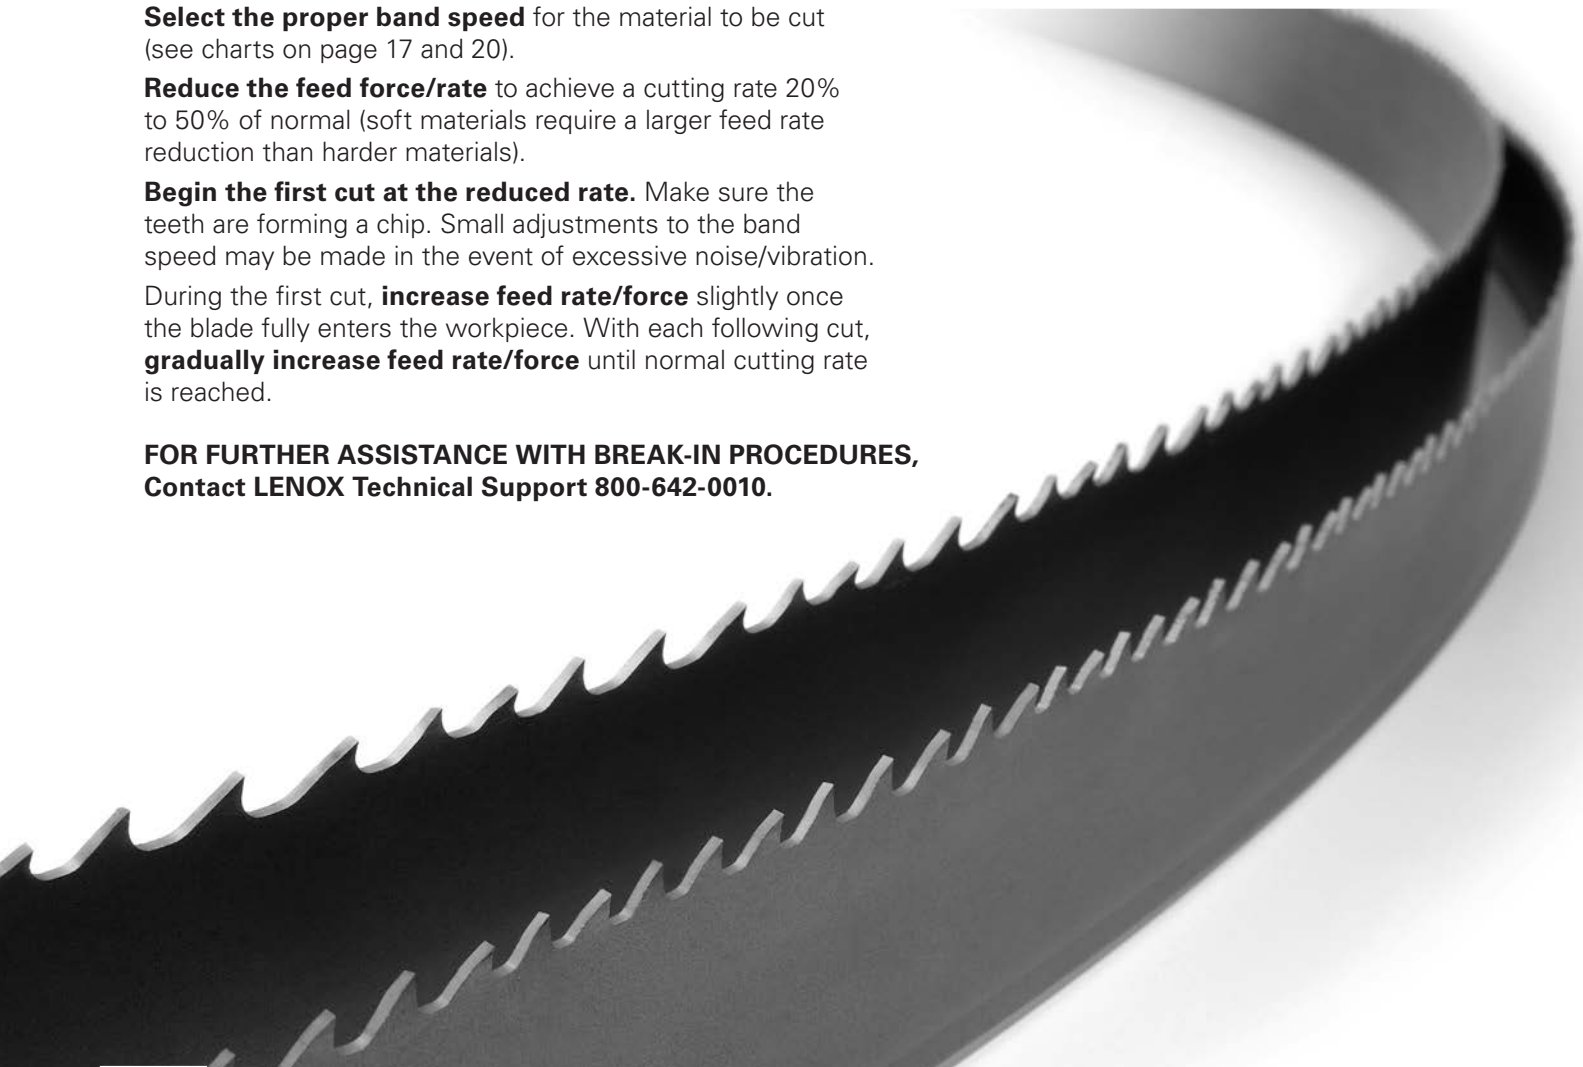 Select the proper band speed for the material to be cut
(see charts on page 17 and 20).
Reduce the feed force/rate to achieve a cutting rate 20%
to 50% of normal (soft materials require a larger feed rate
reduction than harder materials).
Begin the first cut at the reduced rate. Make sure the
teeth are forming a chip. Small adjustments to the band
speed may be made in the event of excessive noise/vibration.
During the first cut, increase feed rate/force slightly once
the blade fully enters the workpiece. With each following cut,
gradually increase feed rate/force until normal cutting rate
is reached.
FOR FURTHER ASSISTANCE WITH BREAK-IN PROCEDURES,
Contact LENOX Technical Support 800-642-0010.